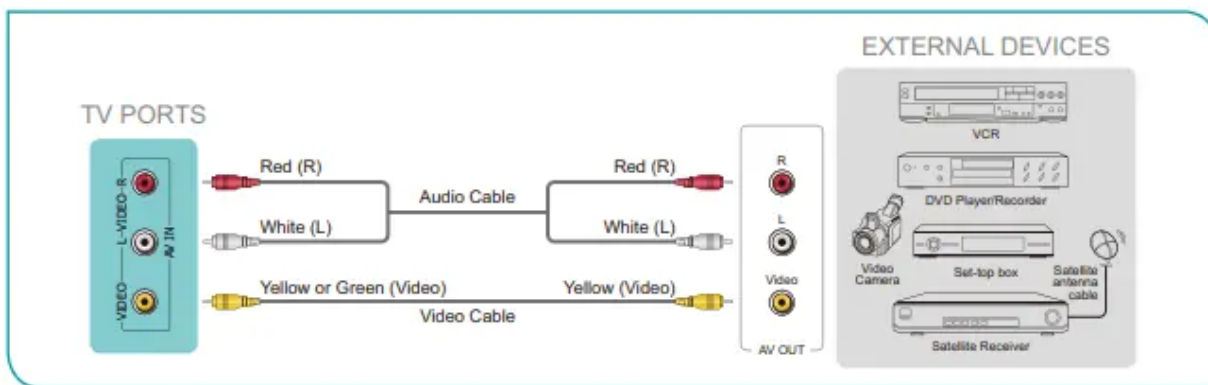 EXTERNAL DEVICES
TV PORTS
VIDEO
L-VIDEO-R
AV IN
Red (R)
Audio Cable
White (L)
Red (R)
White (L)
Yellow or Green (Video)
Yellow (Video)
Video Cable
R
L
Video
AV OUT
VCR
DVD Player/Recorder
Video
Camera
Set-top box
Satellite
antenna
cable
Satellite Receiver